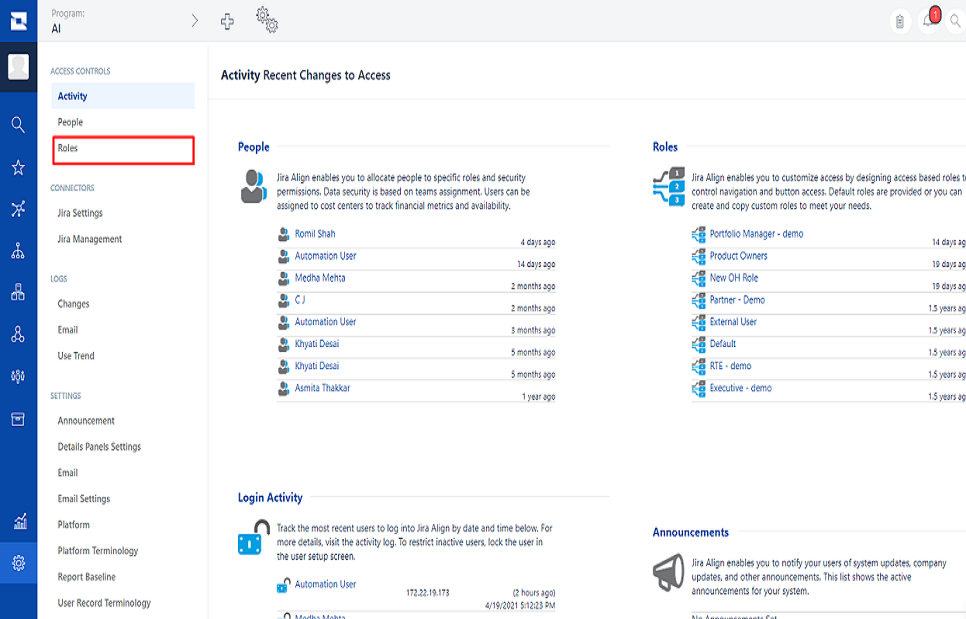 Program:
AI
1
ACCESS CONTROLS
Activity
People
Roles
CONNECTORS
Jira Settings
Jira Management
LOGS
Changes
Email
Use Trend
SETTINGS
Announcement
Details Panels Settings
Email
Email Settings
Platform
Platform Terminology
Report Baseline
User Record Terminology
Activity Recent Changes to Access
People
Jira Align enables you to allocate people to specific roles and security
permissions. Data security is based on teams assignment. Users can be
assigned to cost centers to track financial metrics and availability.
Romil Shah
4 days ago
Automation User
14 days ago
Medha Mehta
2 months ago
C J
2 months ago
Automation User
3 months ago
Khyati Desai
5 months ago
Khyati Desai
5 months ago
Asmita Thakkar
1 year ago
Roles
1
2
3
Jira Align enables you to customize access by designing access based roles t
control navigation and button access. Default roles are provided or you can
create and copy custom roles to meet your needs.
Portfolio Manager - demo
14 days ag
Product Owners
19 days ag
New OH Role
19 days ag
Partner - Demo
1.5 years ag
External User
1.5 years ag
Default
1.5 years ag
RTE - demo
1.5 years ag
Executive - demo
1.5 years ag
Login Activity
Track the most recent users to log into Jira Align by date and time below. For
more details, visit the activity log. To restrict inactive users, lock the user in
the user setup screen.
Automation User
172.22.19.173
(2 hours ago)
4/19/2021 5:12:23 PM
Medha Mehta
Announcements
Jira Align enables you to notify your users of system updates, company
updates, and other announcements. This list shows the active
announcements for your system.
No Announcements Set